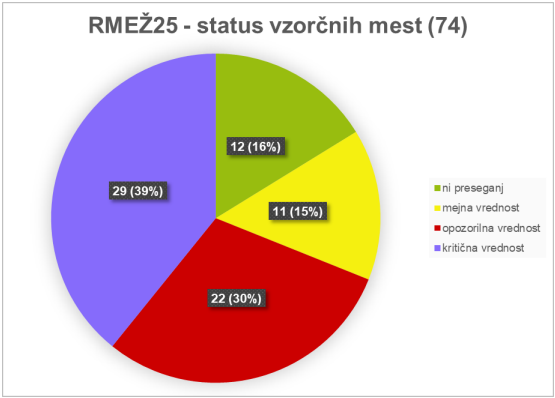 RMEŽ25 - status vzorčnih mest (74)
12 (16%)
29 (39%)
11 (15%)
22 (30%)
ni preseganj
mejna vrednost
opozorilna vrednost
kritična vrednost